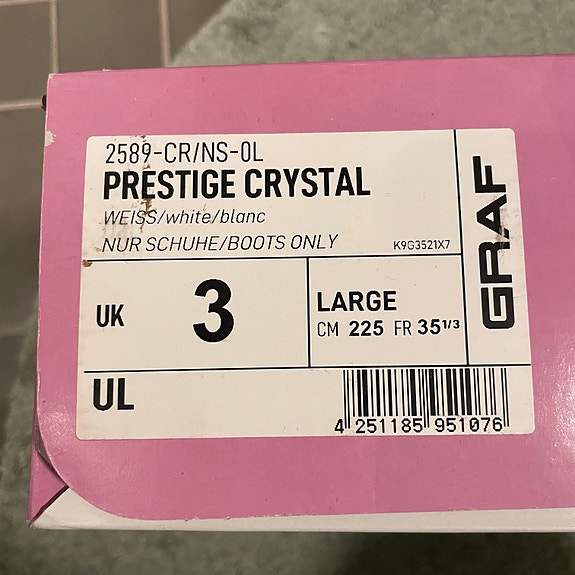 2589-CR/NS-OL
PRESTIGE CRYSTAL
WEISS/white/blanc
NUR SCHUHE/BOOTS ONLY
K9G3521X7
GRAF
UK 3
LARGE
CM 225 FR 35 1/3
UL
4 251185 951076